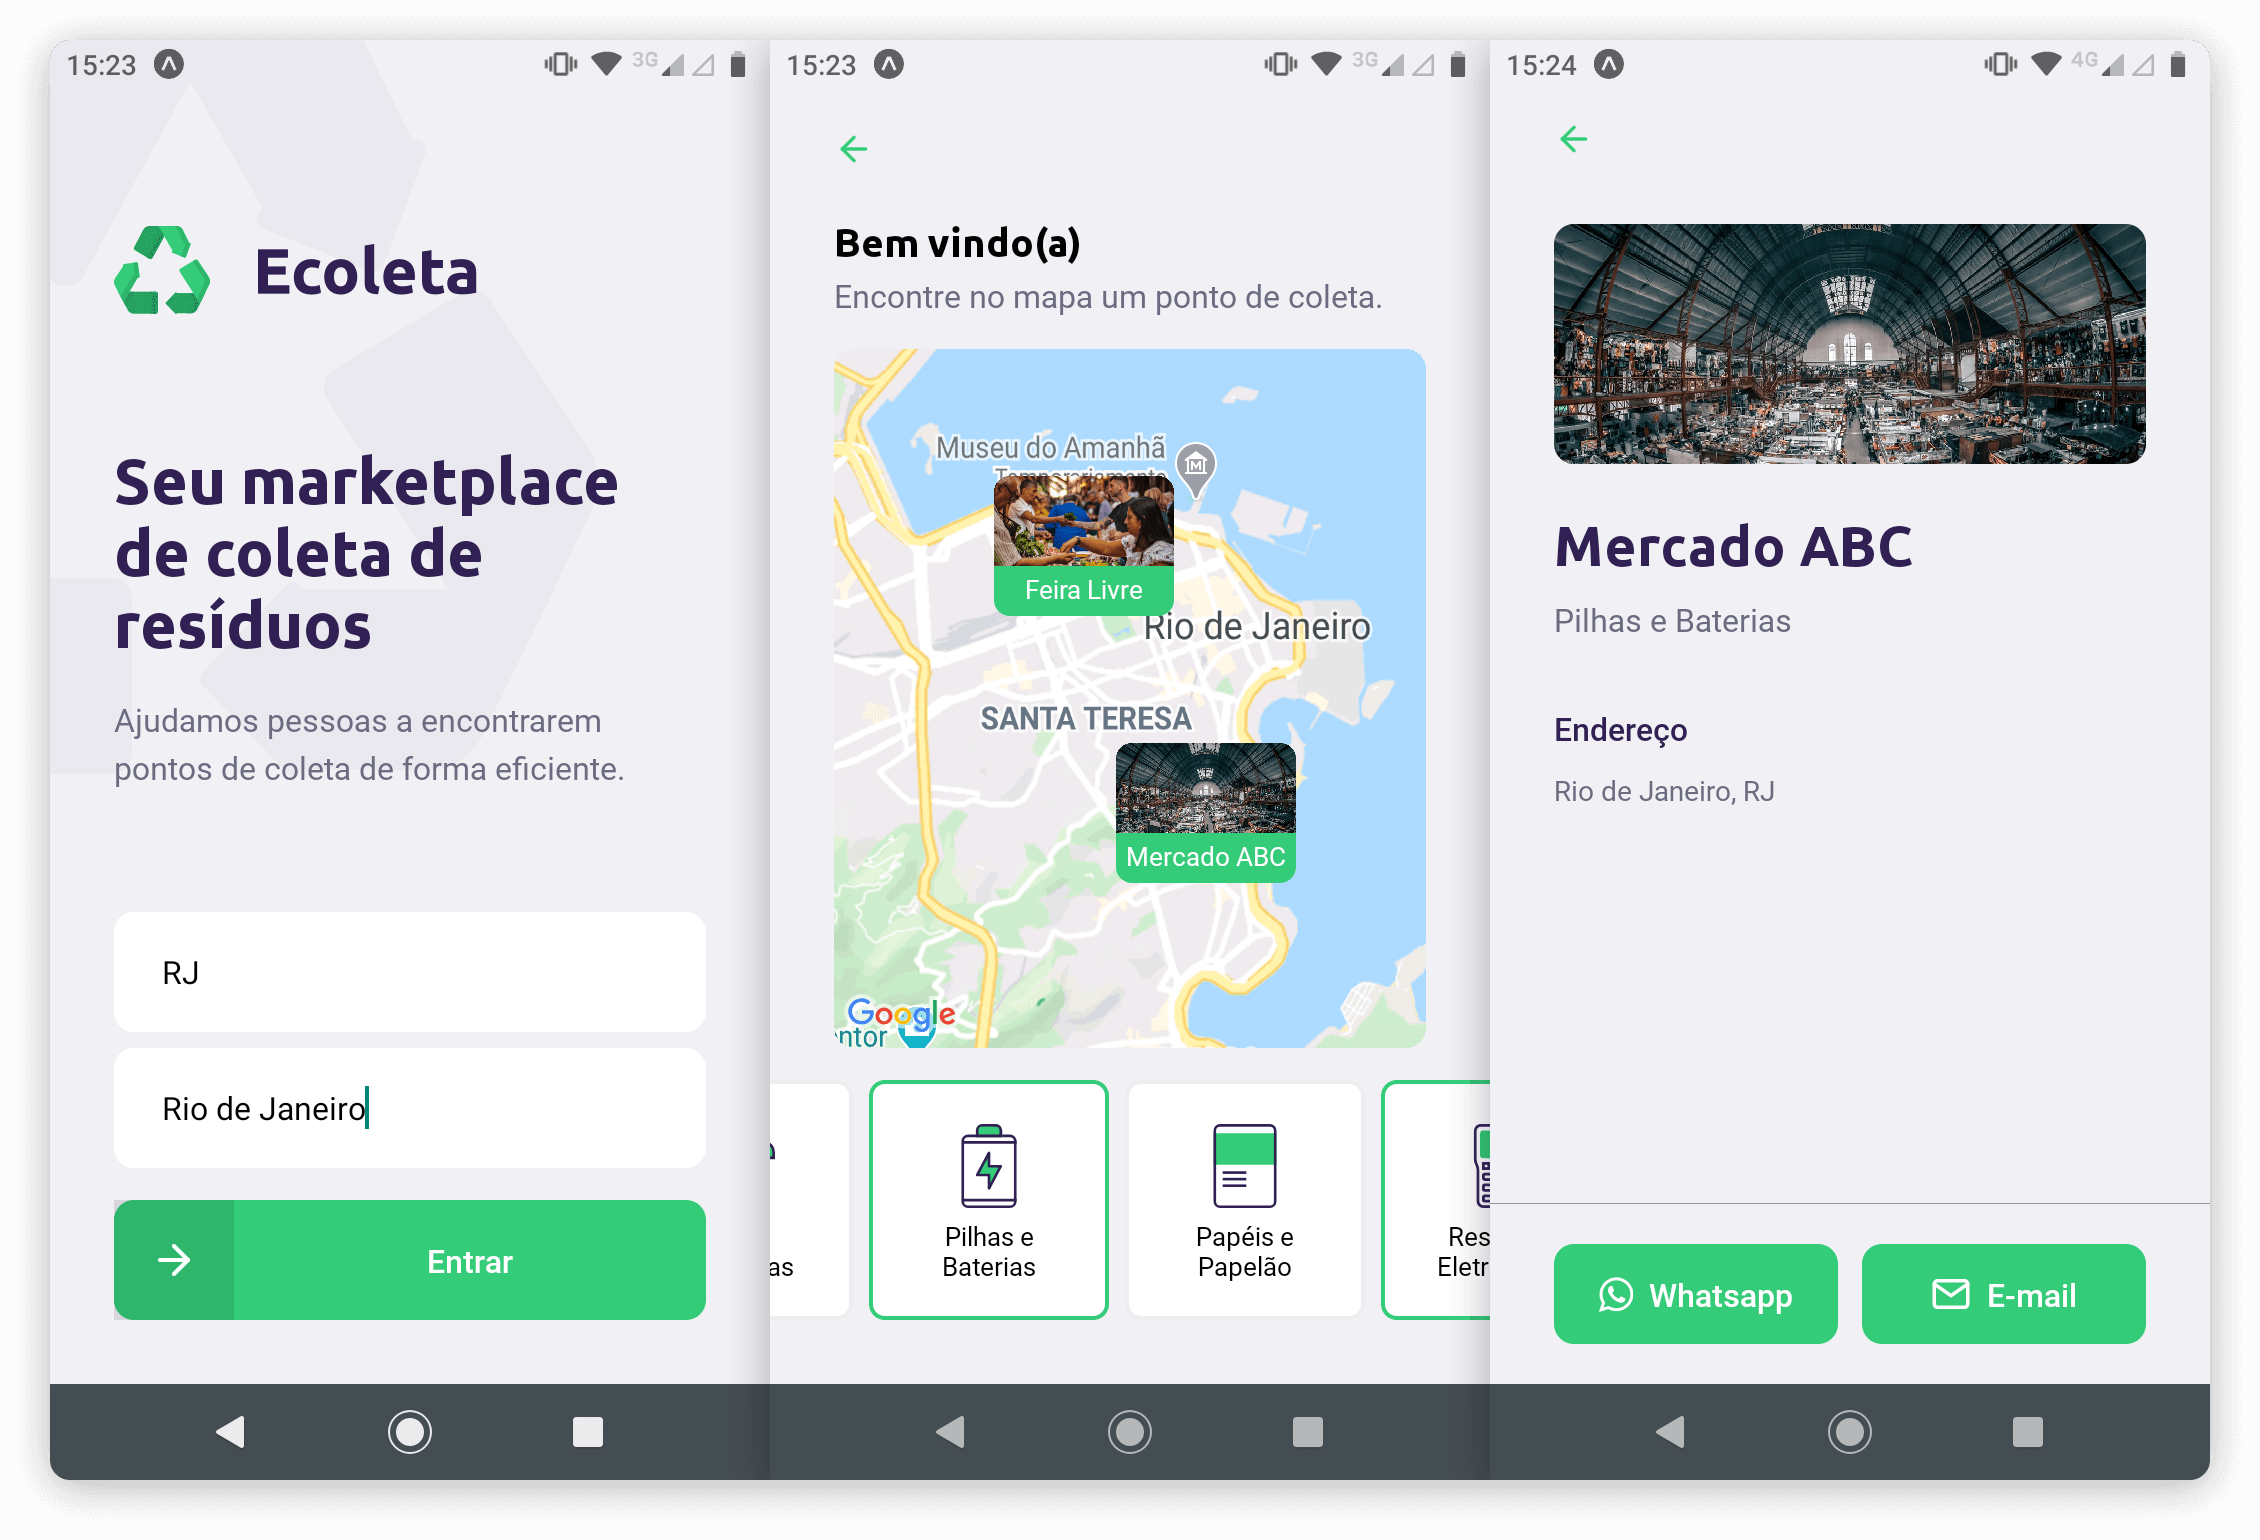 15:23
3G
Ecoleta
Seu marketplace
de coleta de
resíduos
Ajudamos pessoas a encontrarem
pontos de coleta de forma eficiente.
RJ
Rio de Janeiro
Entrar
15:23
3G
Bem vindo(a)
Encontre no mapa um ponto de coleta.
Museu do Amanhã
Temporariamente
Feira Livre
Rio de Janeiro
SANTA TERESA
Mercado ABC
Google
ntor
as
Pilhas e
Baterias
Papéis e
Papelão
Res
Eletr
15:24
4G
Mercado ABC
Pilhas e Baterias
Endereço
Rio de Janeiro, RJ
Whatsapp
E-mail